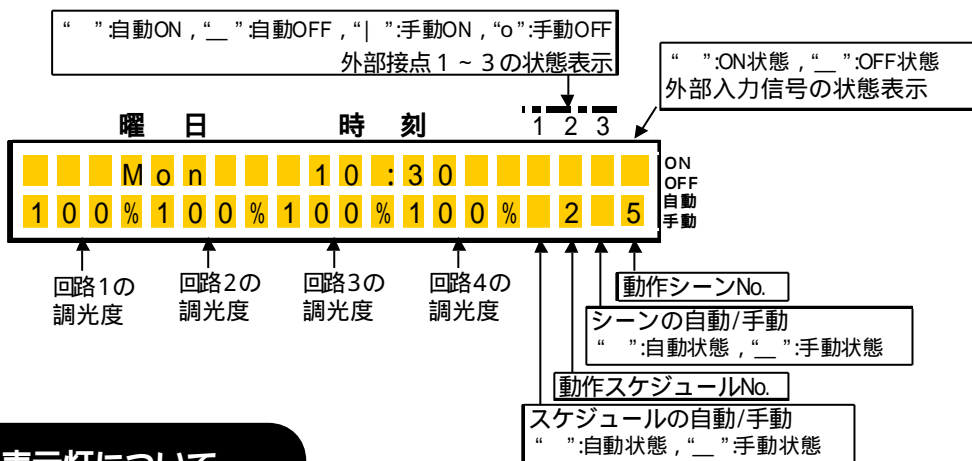 “　”:自動ON , “＿”:自動OFF , “|　”:手動ON , “o”:手動OFF
外部接点1 ~ 3の状態表示
“　”:ON状態 , “＿”:OFF状態
外部入力信号の状態表示
曜 日 時 刻 1 2 3
Mon 10:30
ON
OFF
100%100%100%100% 2 5
自動
手動
回路1の
調光度
回路2の
調光度
回路3の
調光度
回路4の
調光度
動作シーンNo.
シーンの自動/手動
“　”:自動状態 , “＿”:手動状態
動作スケジュールNo.
スケジュールの自動/手動
“　”:自動状態 , “＿”:手動状態
表示灯について